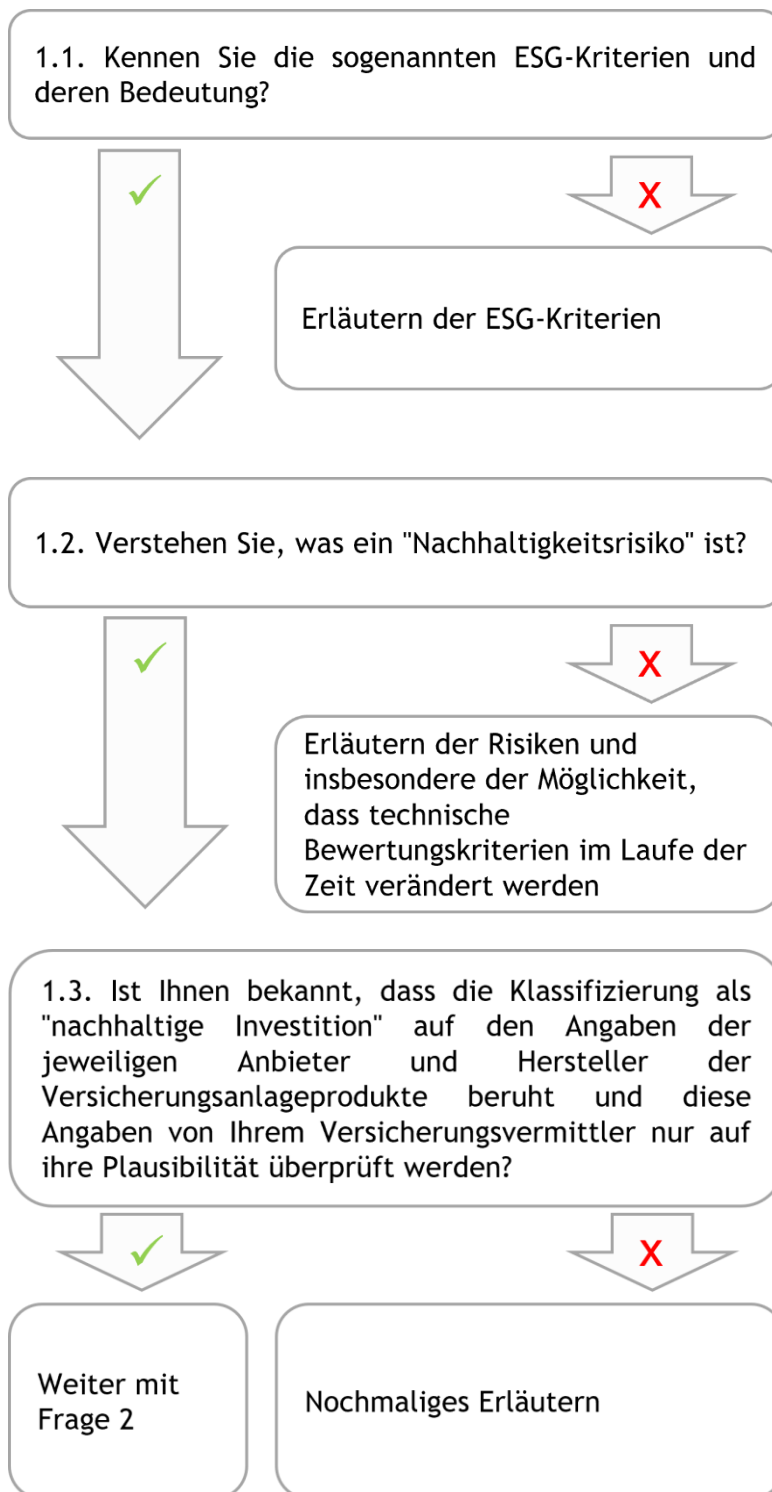 1.1. Kennen Sie die sogenannten ESG-Kriterien und
deren Bedeutung?
✓
X
Erläutern der ESG-Kriterien
1.2. Verstehen Sie, was ein "Nachhaltigkeitsrisiko" ist?
✓
X
Erläutern der Risiken und
insbesondere der Möglichkeit,
dass technische
Bewertungskriterien im Laufe der
Zeit verändert werden
1.3. Ist Ihnen bekannt, dass die Klassifizierung als
"nachhaltige Investition" auf den Angaben der
jeweiligen Anbieter und Hersteller der
Versicherungsanlageprodukte beruht und diese
Angaben von Ihrem Versicherungsvermittler nur auf
ihre Plausibilität überprüft werden?
✓
X
Weiter mit
Frage 2
Nochmaliges Erläutern